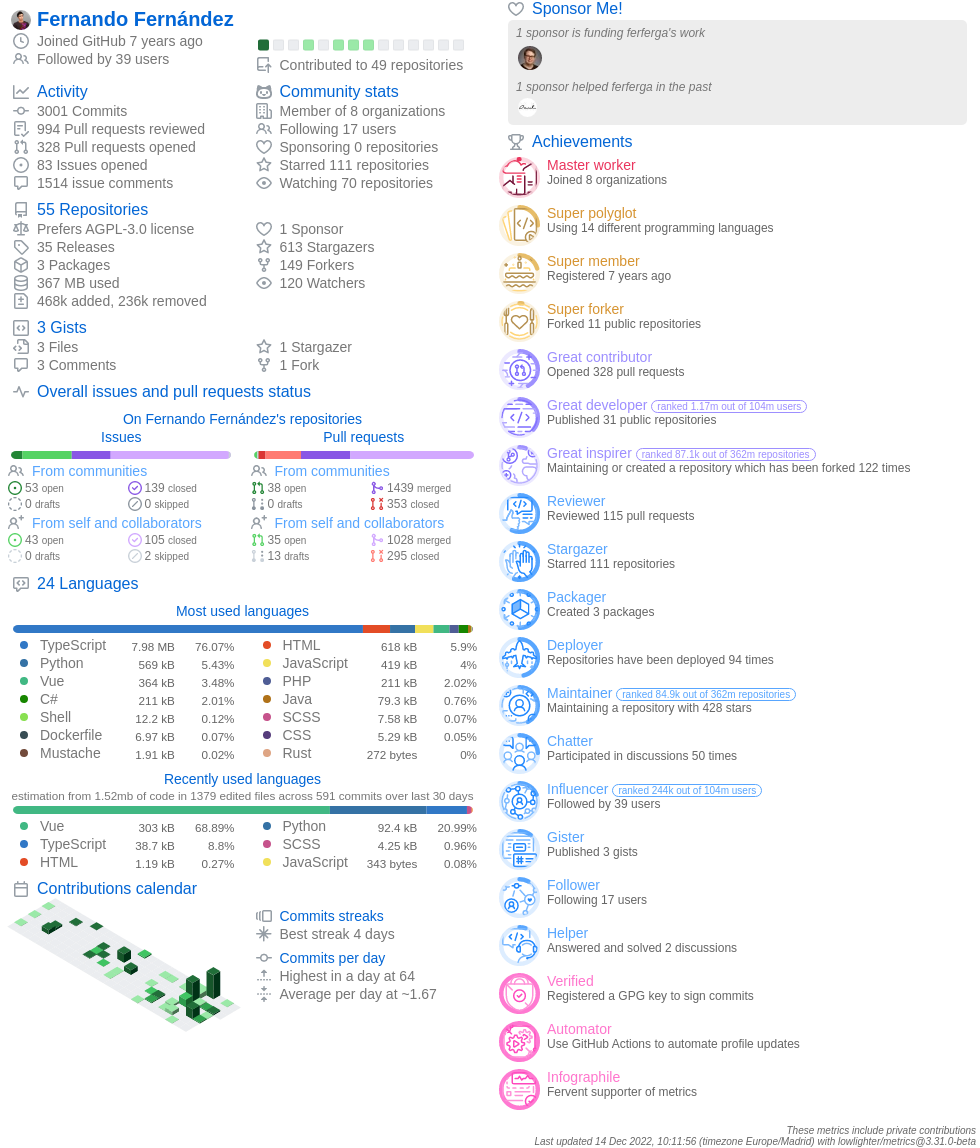 Fernando Fernández
Joined GitHub 7 years ago
Followed by 39 users
Contributed to 49 repositories
Activity
3001 Commits
994 Pull requests reviewed
328 Pull requests opened
83 Issues opened
1514 issue comments
Community stats
Member of 8 organizations
Following 17 users
Sponsoring 0 repositories
Starred 111 repositories
Watching 70 repositories
55 Repositories
Prefers AGPL-3.0 license
35 Releases
3 Packages
367 MB used
468k added, 236k removed
1 Sponsor
613 Stargazers
149 Forkers
120 Watchers
3 Gists
3 Files
3 Comments
1 Stargazer
1 Fork
Overall issues and pull requests status
On Fernando Fernández's repositories
Issues
From communities
53 open 139 closed
0 drafts 0 skipped
From self and collaborators
43 open 105 closed
0 drafts 2 skipped
Pull requests
From communities
38 open 1439 merged
0 drafts 353 closed
From self and collaborators
35 open 1028 merged
13 drafts 295 closed
24 Languages
Most used languages
TypeScript 7.98 MB 76.07%
Python 569 kB 5.43%
Vue 364 kB 3.48%
C# 211 kB 2.01%
Shell 12.2 kB 0.12%
Dockerfile 6.97 kB 0.07%
Mustache 1.91 kB 0.02%
HTML 618 kB 5.9%
JavaScript 419 kB 4%
PHP 211 kB 2.02%
Java 79.3 kB 0.76%
SCSS 7.58 kB 0.07%
CSS 5.29 kB 0.05%
Rust 272 bytes 0%
Recently used languages
estimation from 1.52mb of code in 1379 edited files across 591 commits over last 30 days
Vue 303 kB 68.89%
TypeScript 38.7 kB 8.8%
HTML 1.19 kB 0.27%
Python 92.4 kB 20.99%
SCSS 4.25 kB 0.96%
JavaScript 343 bytes 0.08%
Contributions calendar
Commits streaks
Best streak 4 days
Commits per day
Highest in a day at 64
Average per day at ~1.67
Sponsor Me!
1 sponsor is funding ferferga's work
1 sponsor helped ferferga in the past
Achievements
Master worker
Joined 8 organizations
Super polyglot
Using 14 different programming languages
Super member
Registered 7 years ago
Super forker
Forked 11 public repositories
Great contributor
Opened 328 pull requests
Great developer ranked 1.17m out of 104m users
Published 31 public repositories
Great inspirer ranked 87.1k out of 362m repositories
Maintaining or created a repository which has been forked 122 times
Reviewer
Reviewed 115 pull requests
Stargazer
Starred 111 repositories
Packager
Created 3 packages
Deployer
Repositories have been deployed 94 times
Maintainer ranked 84.9k out of 362m repositories
Maintaining a repository with 428 stars
Chatter
Participated in discussions 50 times
Influencer ranked 244k out of 104m users
Followed by 39 users
Gister
Published 3 gists
Follower
Following 17 users
Helper
Answered and solved 2 discussions
Verified
Registered a GPG key to sign commits
Automator
Use GitHub Actions to automate profile updates
Infographile
Fervent supporter of metrics
These metrics include private contributions
Last updated 14 Dec 2022, 10:11:56 (timezone Europe/Madrid) with lowlighter/metrics@3.31.0-beta